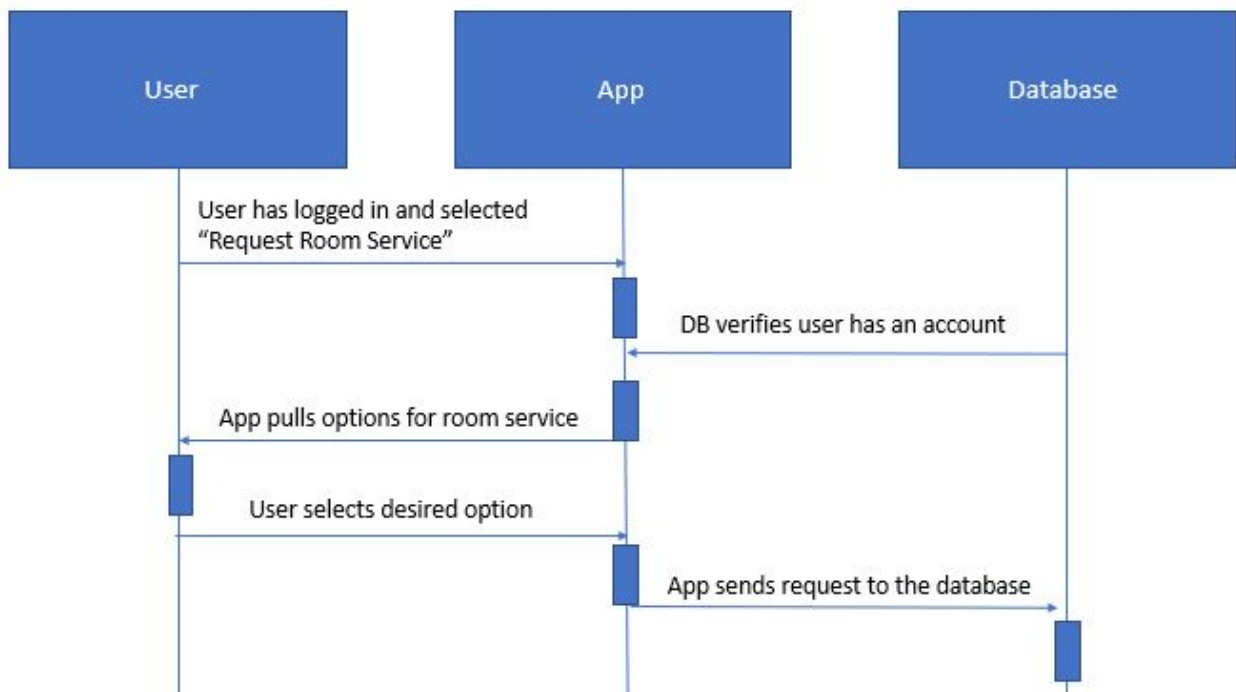 User
App
Database
User has logged in and selected
“Request Room Service”
DB verifies user has an account
App pulls options for room service
User selects desired option
App sends request to the database